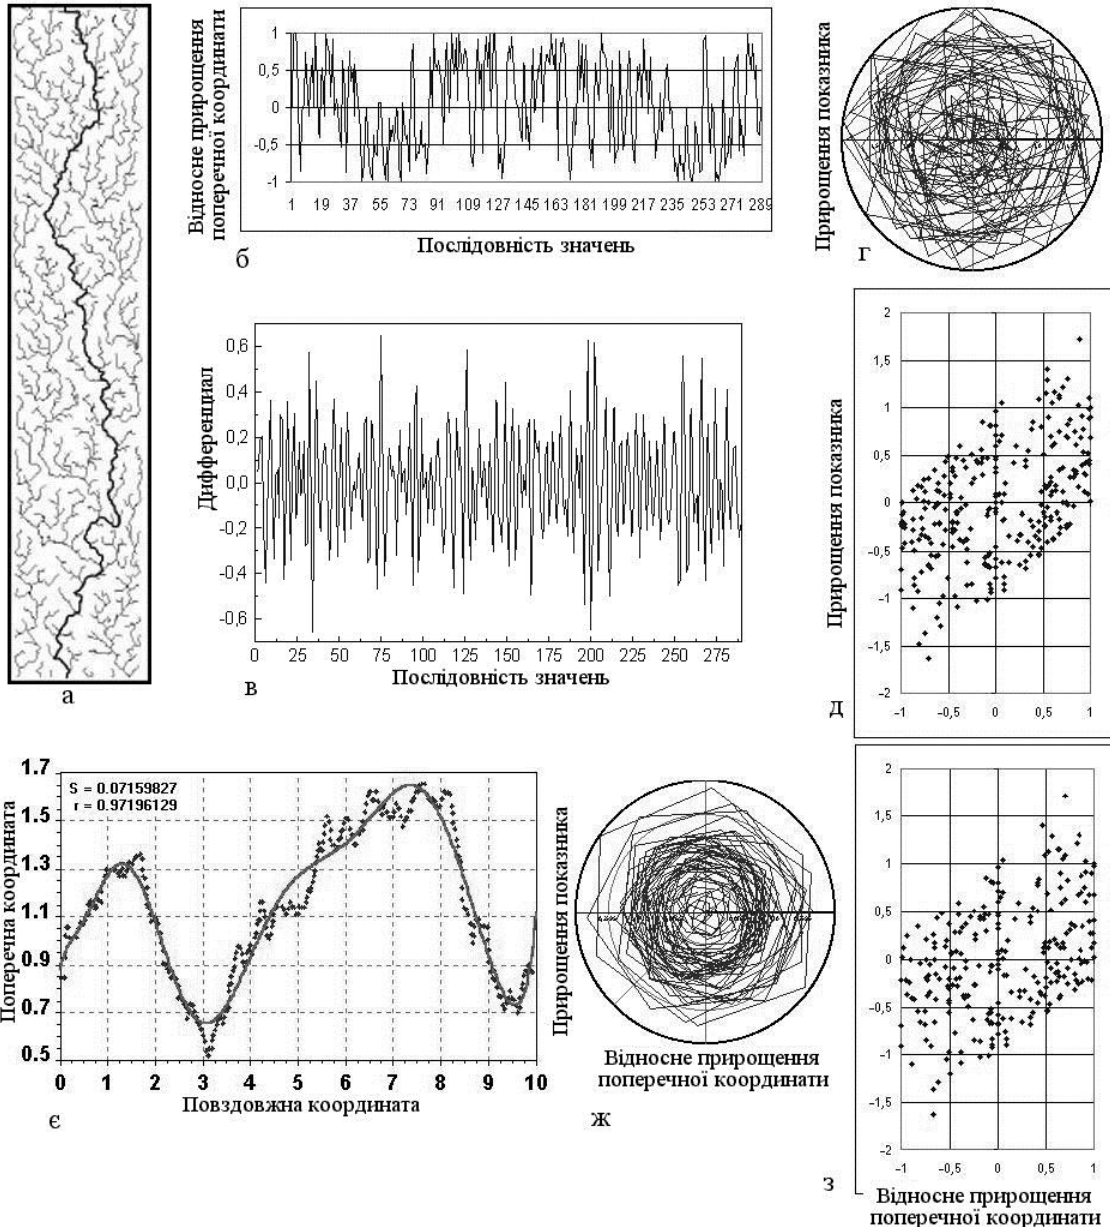 а
Відносне прирощення
поперечної координати
1
0,5
0
-0,5
-1
1 19 37 55 73 91 109 127 145 163 181 199 217 235 253 271 289
Послідовність значень
б
Прирощення показника
г
Дифференциал
0,6
0,4
0,2
0,0
-0,2
-0,4
-0,6
0 25 50 75 100 125 150 175 200 225 250 275
Послідовність значень
в
Прирощення показника
2
1,5
1
0,5
0
-0,5
-1
-1,5
-2
-1 -0,5 0 0,5 1
д
Поперечна координата
1.7
1.5
1.3
1.1
0.9
0.7
0.5
S = 0.07159827
r = 0.97196129
0 1 2 3 4 5 6 7 8 9 10
Повздовжна координата
є
Прирощення показника
Відносне прирощення
поперечної координати
ж
2
1,5
1
0,5
0
-0,5
-1
-1,5
-2
-1 -0,5 0 0,5 1
з
Відносне прирощення
поперечної координати